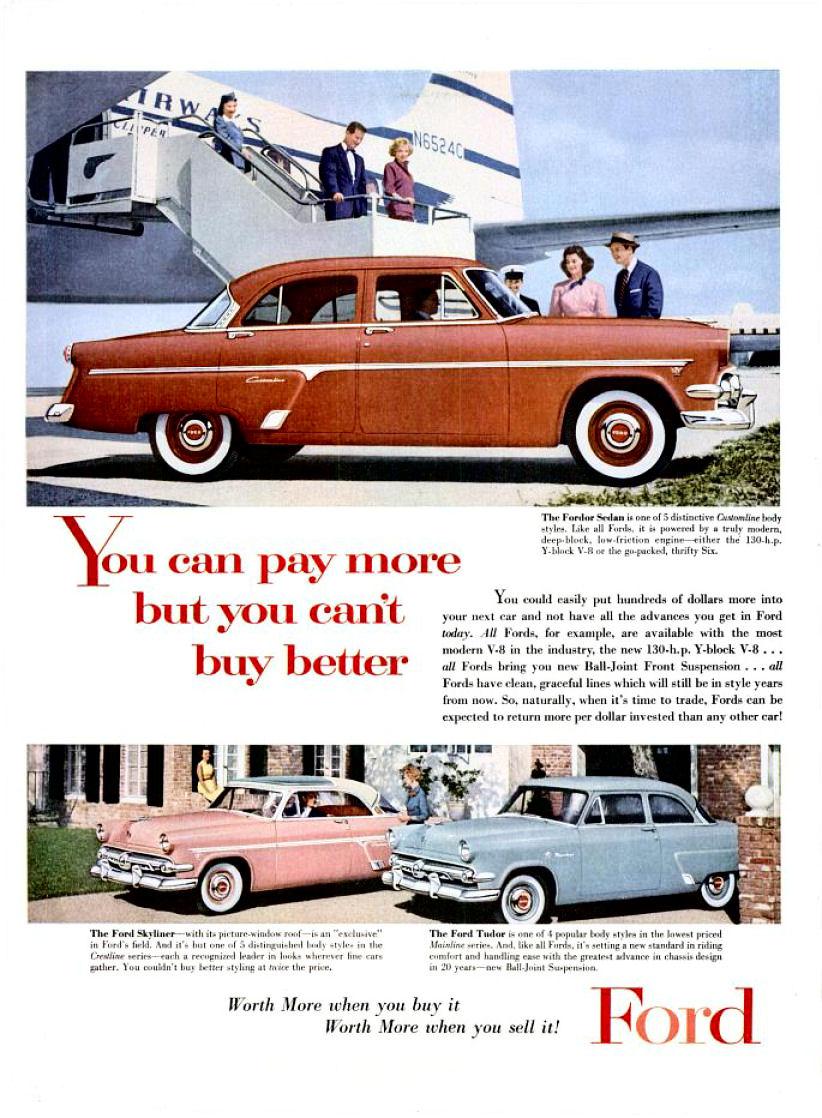 AIRWAYS
CLIPPER
N6524C
Customline
FORD
FORD
The Fordor Sedan is one of 5 distinctive Customline body
styles. Like all Fords, it is powered by a truly modern,
deep-block, low-friction engine—either the 130-h.p.
Y-block V-8 or the go-packed, thrifty Six.
You can pay more
but you can't
buy better
You could easily put hundreds of dollars more into
your next car and not have all the advances you get in Ford
today. All Fords, for example, are available with the most
modern V-8 in the industry, the new 130-h.p. Y-block V-8 . . .
all Fords bring you new Ball-Joint Front Suspension . . . all
Fords have clean, graceful lines which will still be in style years
from now. So, naturally, when it's time to trade, Fords can be
expected to return more per dollar invested than any other car!
The Ford Skyliner—with its picture-window roof—is an "exclusive"
in Ford's field. And it's but one of 5 distinguished body styles in the
Crestline series—each a recognized leader in looks wherever fine cars
gather. You couldn't buy better styling at twice the price.
The Ford Tudor is one of 4 popular body styles in the lowest priced
Mainline series. And, like all Fords, it's setting a new standard in riding
comfort and handling ease with the greatest advance in chassis design
in 20 years—new Ball-Joint Suspension.
Worth More when you buy it
Worth More when you sell it!
Ford